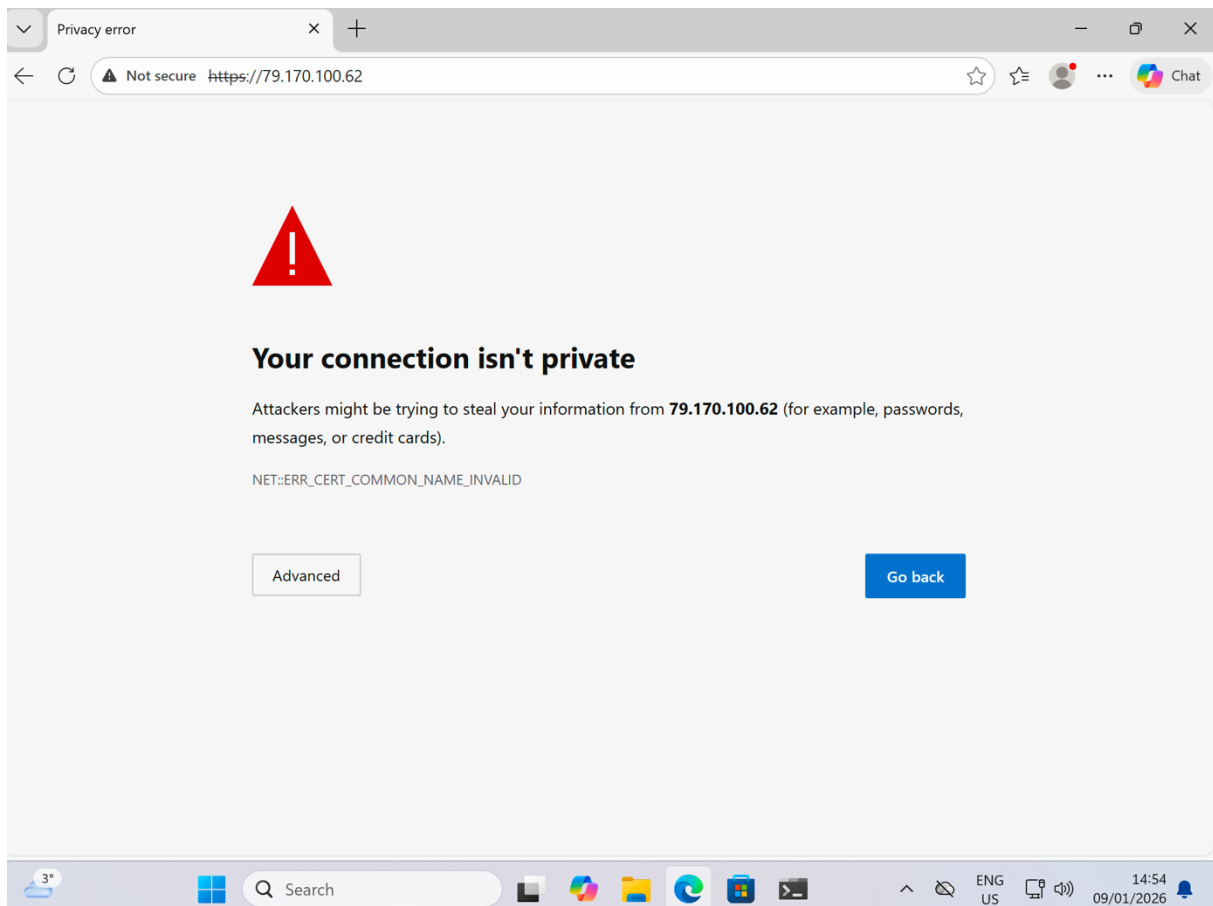 Privacy error
Not secure https://79.170.100.62
Chat
Your connection isn't private
Attackers might be trying to steal your information from 79.170.100.62 (for example, passwords,
messages, or credit cards).
NET::ERR_CERT_COMMON_NAME_INVALID
Advanced
Go back
3°
Search
ENG
US
14:54
09/01/2026